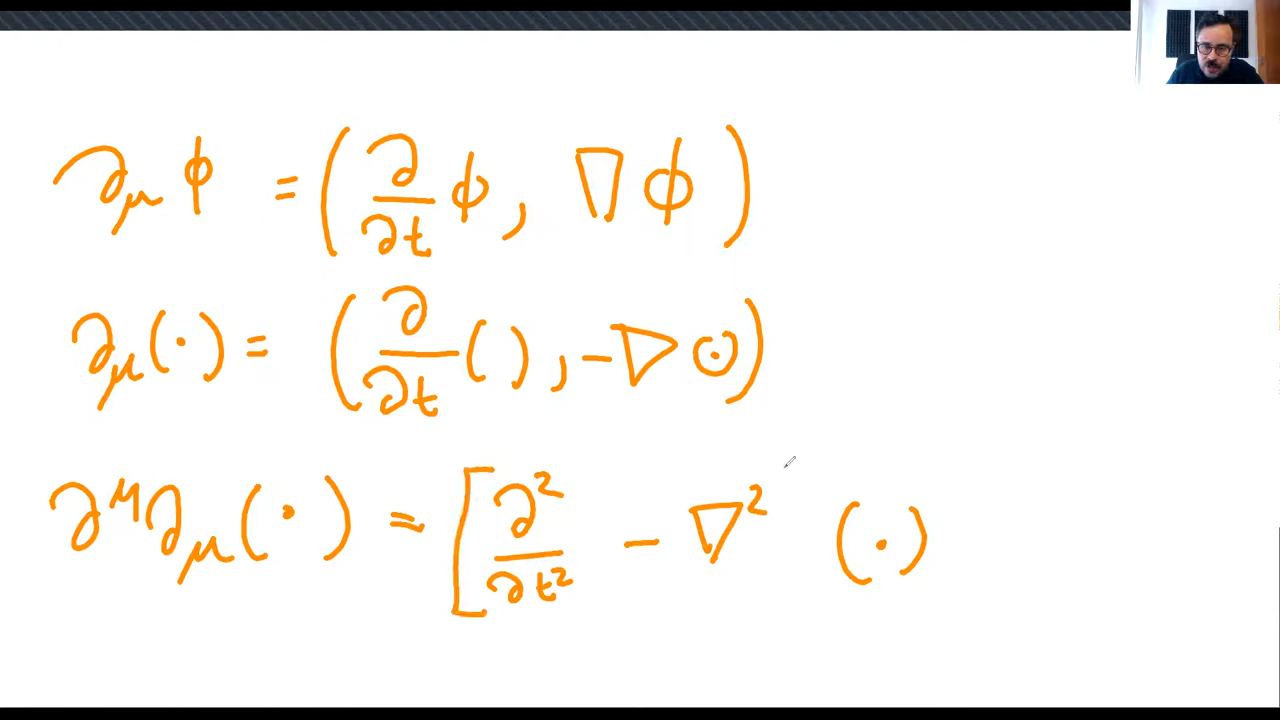 ∂_μ ϕ = ( ∂/∂t ϕ , ∇ϕ )
∂_μ (·) = ( ∂/∂t ( ) , -∇ ⊙ )
∂^μ ∂_μ (·) = [ ∂²/∂t² - ∇² (·)